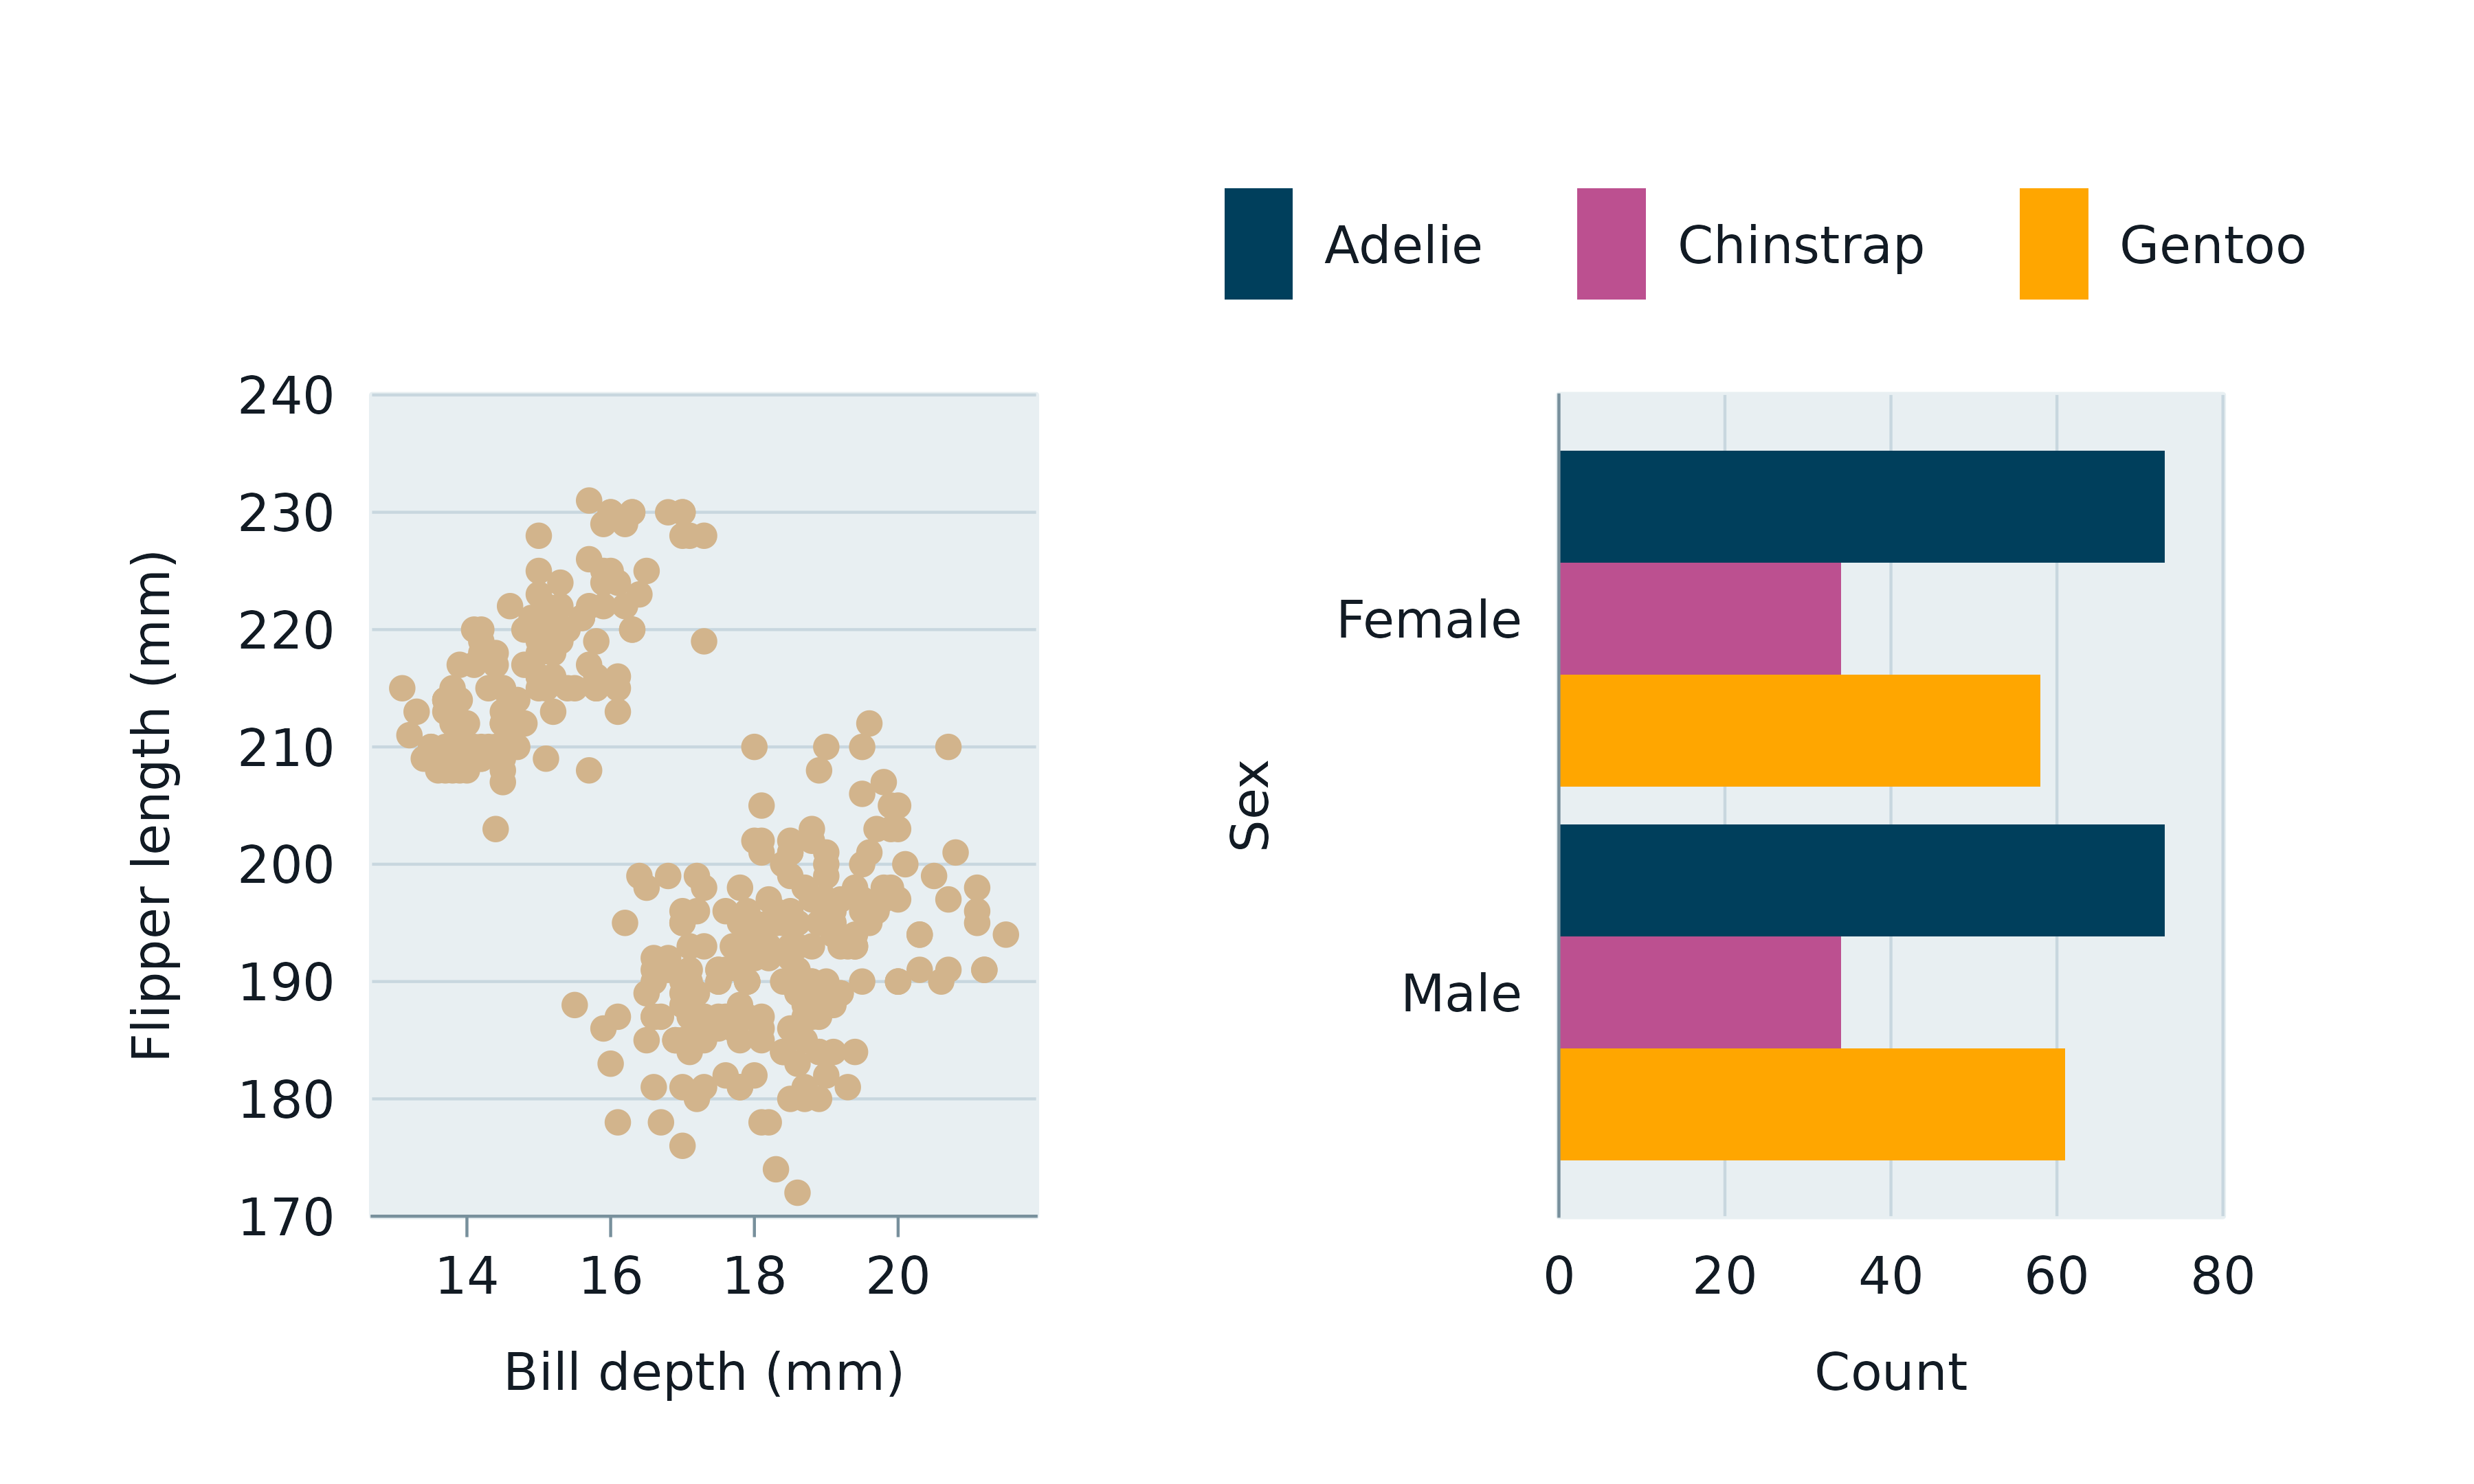 Adelie
Chinstrap
Gentoo
240
230
220
210
200
190
180
170
Flipper length (mm)
14
16
18
20
Bill depth (mm)
Sex
Female
Male
0
20
40
60
80
Count